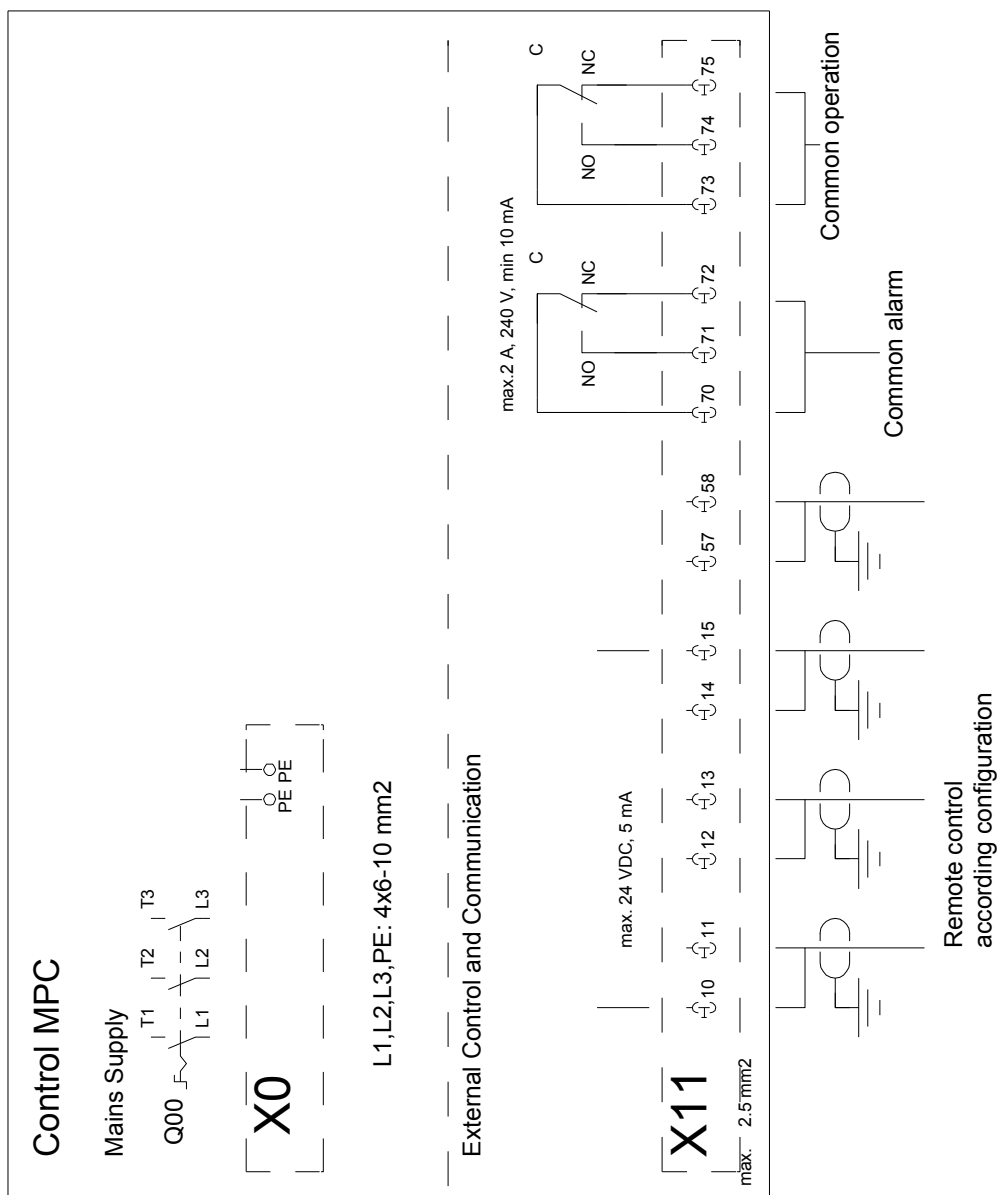 Control MPC
Mains Supply
T1 T2 T3
Q00
L1 L2 L3
X0
PE PE
L1,L2,L3,PE: 4x6-10 mm2
External Control and Communication
max.2 A, 240 V, min 10 mA
C C
NO NC NO NC
max. 24 VDC, 5 mA
X11
10 11 12 13 14 15 57 58 70 71 72 73 74 75
max. 2.5 mm2
Common operation
Common alarm
Remote control
according configuration